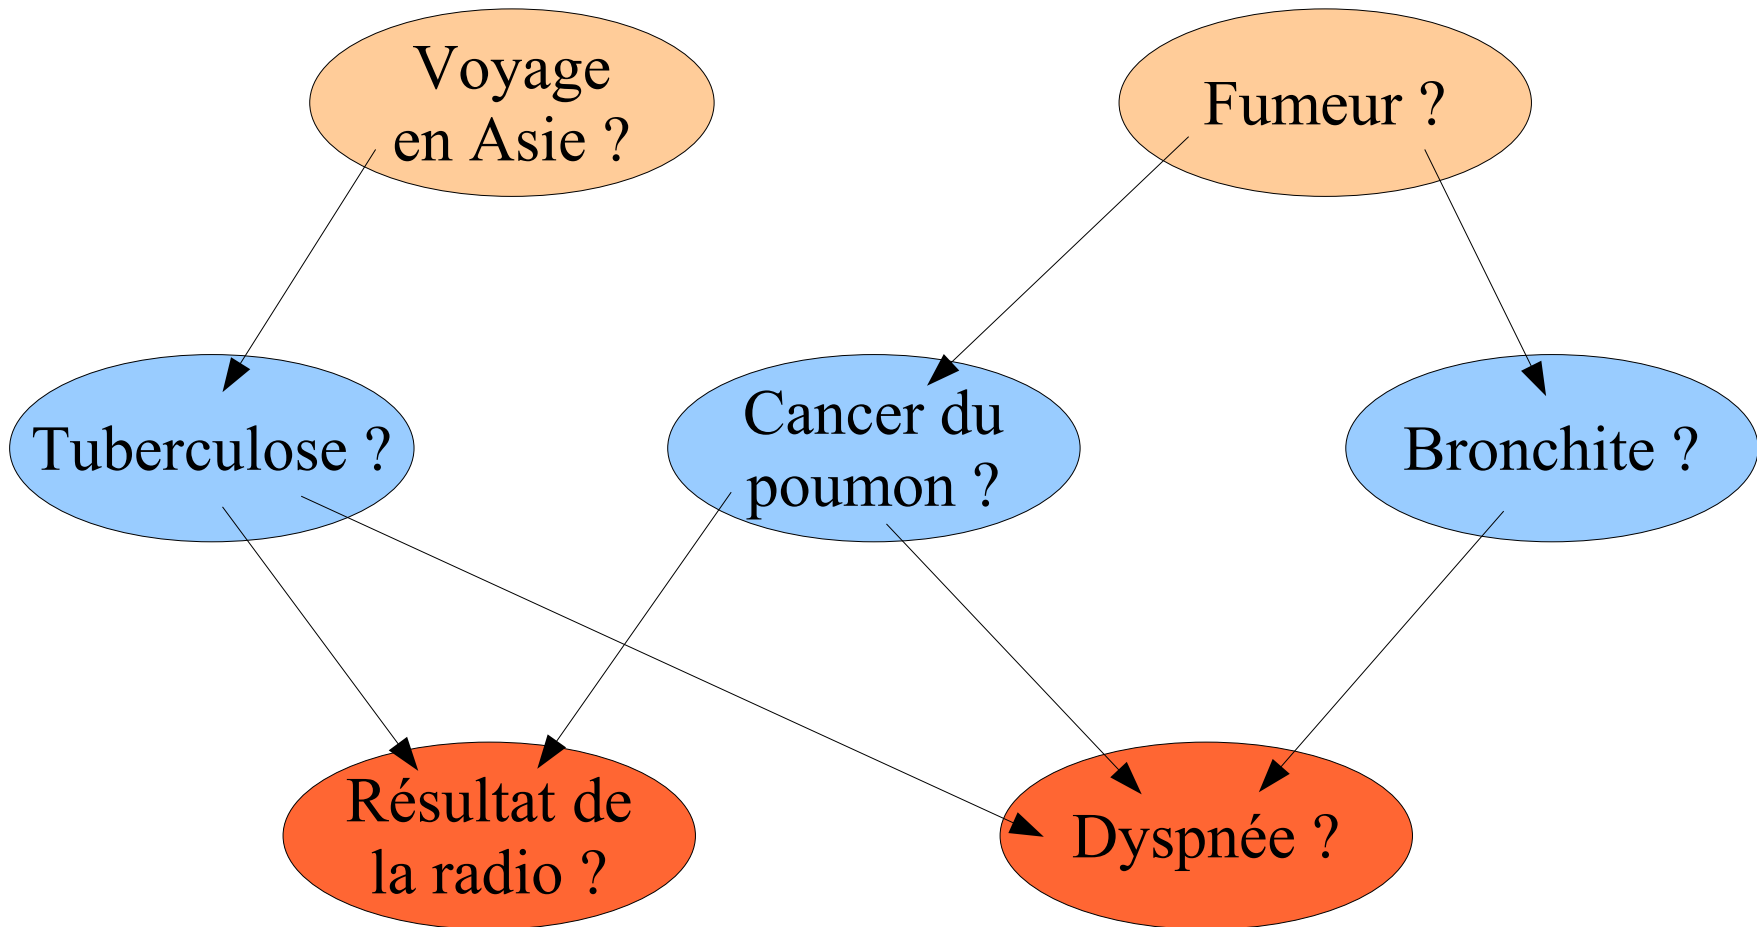 Voyage
en Asie ?
Fumeur ?
Tuberculose ?
Cancer du
poumon ?
Bronchite ?
Résultat de
la radio ?
Dyspnée ?